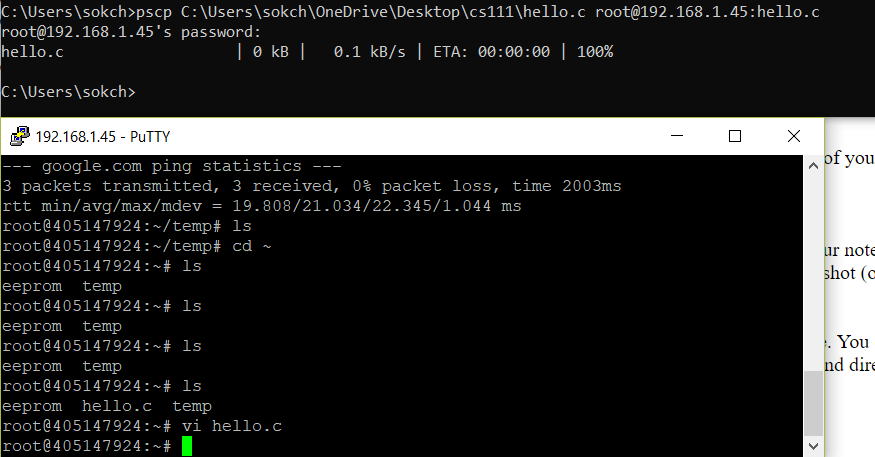 C:\Users\sokch>pscp C:\Users\sokch\OneDrive\Desktop\cs111\hello.c root@192.168.1.45:hello.c
root@192.168.1.45's password:
hello.c | 0 kB | 0.1 kB/s | ETA: 00:00:00 | 100%
C:\Users\sokch>
192.168.1.45 - PuTTY
--- google.com ping statistics ---
3 packets transmitted, 3 received, 0% packet loss, time 2003ms
rtt min/avg/max/mdev = 19.808/21.034/22.345/1.044 ms
root@405147924:~/temp# ls
root@405147924:~/temp# cd ~
root@405147924:~# ls
eeprom temp
root@405147924:~# ls
eeprom temp
root@405147924:~# ls
eeprom temp
root@405147924:~# ls
eeprom hello.c temp
root@405147924:~# vi hello.c
root@405147924:~#
of you
ur note
shot (o
. You
nd dire